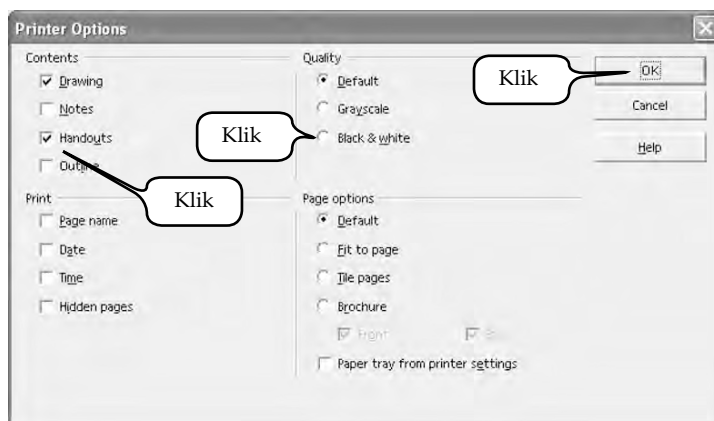 Printer Options
Contents
Drawing
Notes
Handouts
Outline
Klik
Print
Page name
Date
Time
Hidden pages
Quality
Default
Grayscale
Black & white
Klik
Page options
Default
Fit to page
Tile pages
Brochure
Front
Paper tray from printer settings
Klik
OK
Cancel
Help